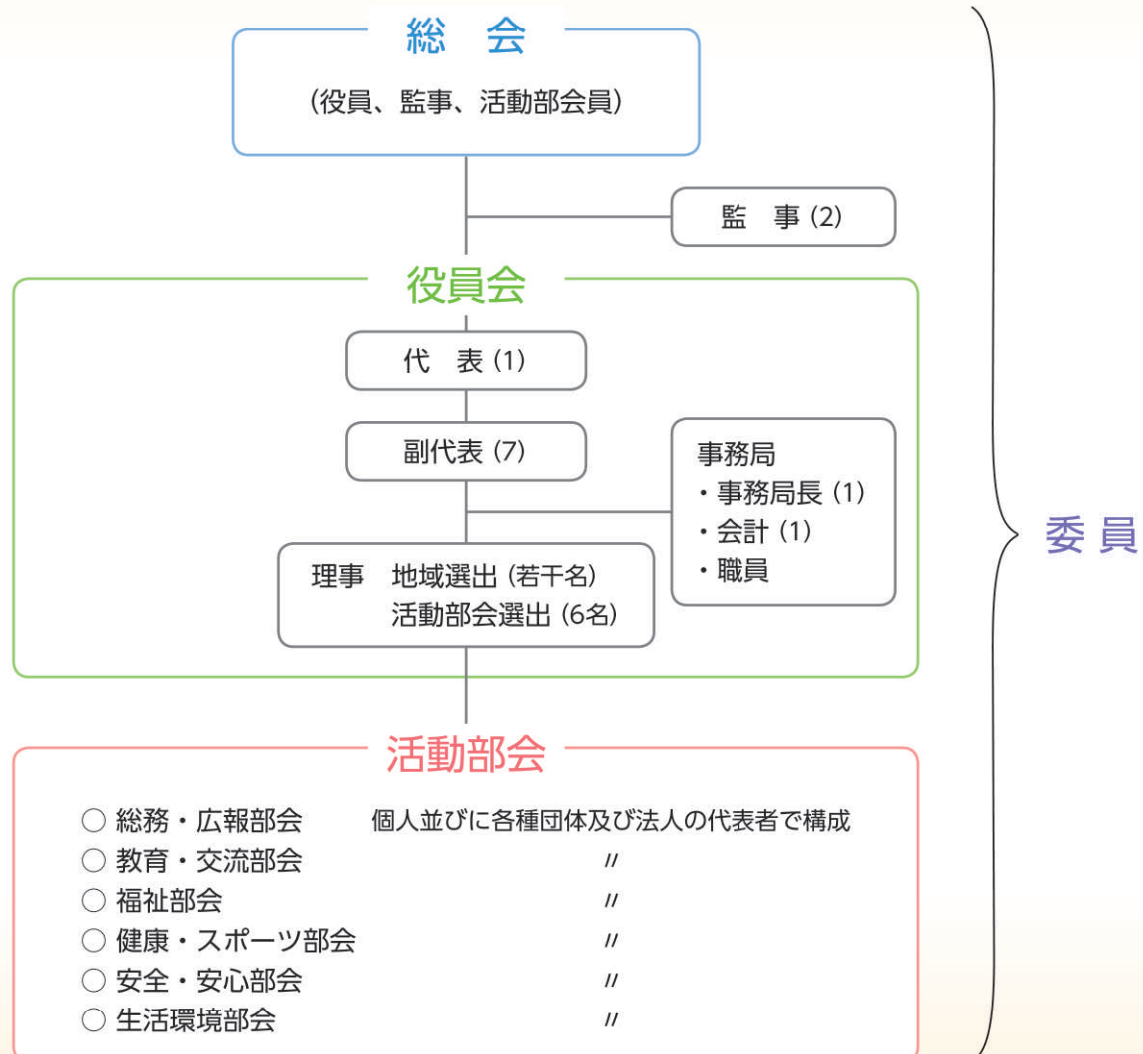 総　会
（役員、監事、活動部会員）
監　事（2）
役員会
代　表（1）
副代表（7）
事務局
・事務局長（1）
・会計（1）
・職員
理事　地域選出（若干名）
活動部会選出（6名）
委員
活動部会
○ 総務・広報部会　個人並びに各種団体及び法人の代表者で構成
○ 教育・交流部会　〃
○ 福祉部会　〃
○ 健康・スポーツ部会　〃
○ 安全・安心部会　〃
○ 生活環境部会　〃